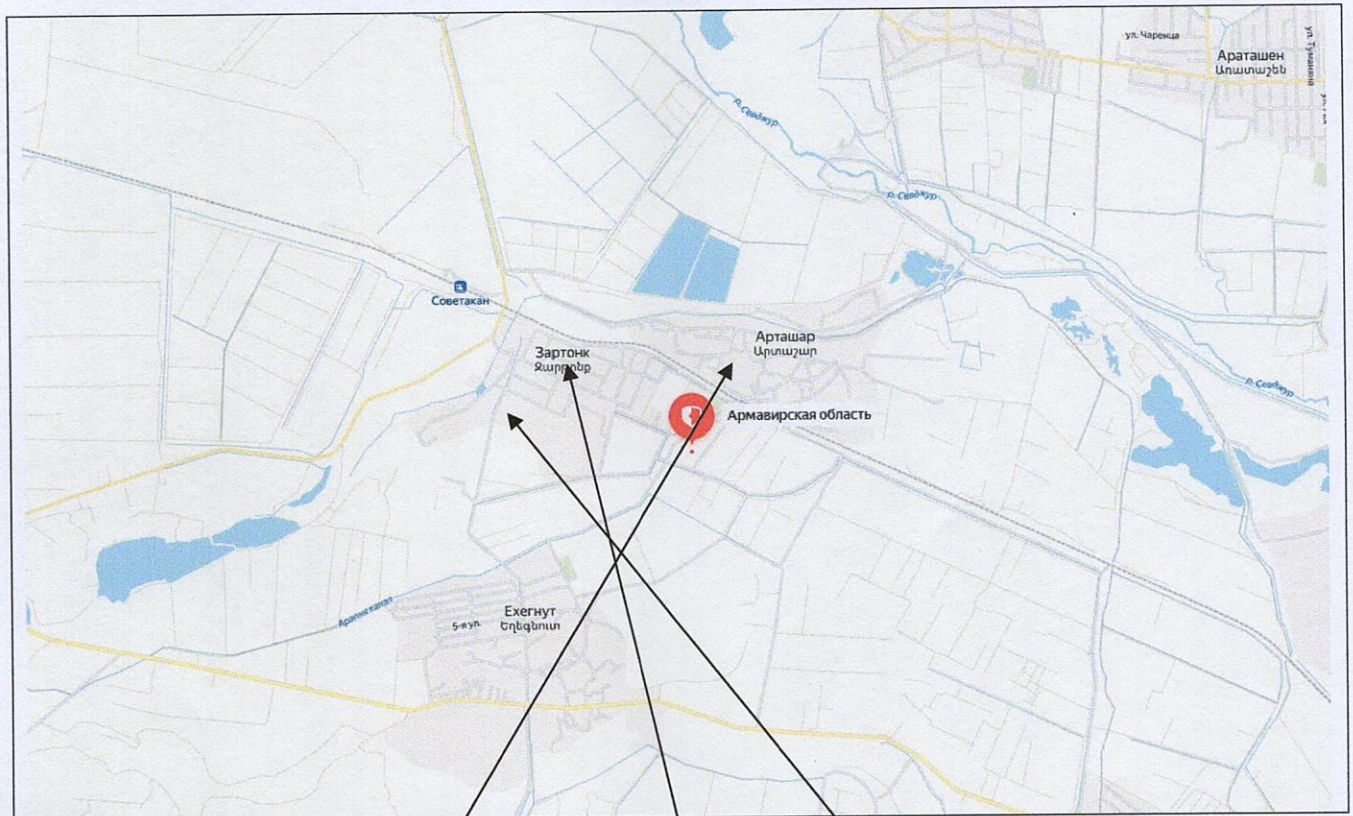 ул. Чаренца
Араташен
Առատաշեն
ул. Туманяна
р. Севджур
р. Севджур
Советакан
Арташар
Արտաշար
Зартонк
Զարթոնք
р. Севджур
Армавирская область
Арапня канал
Ехегнут
Եղեգնուտ
5-я ул.